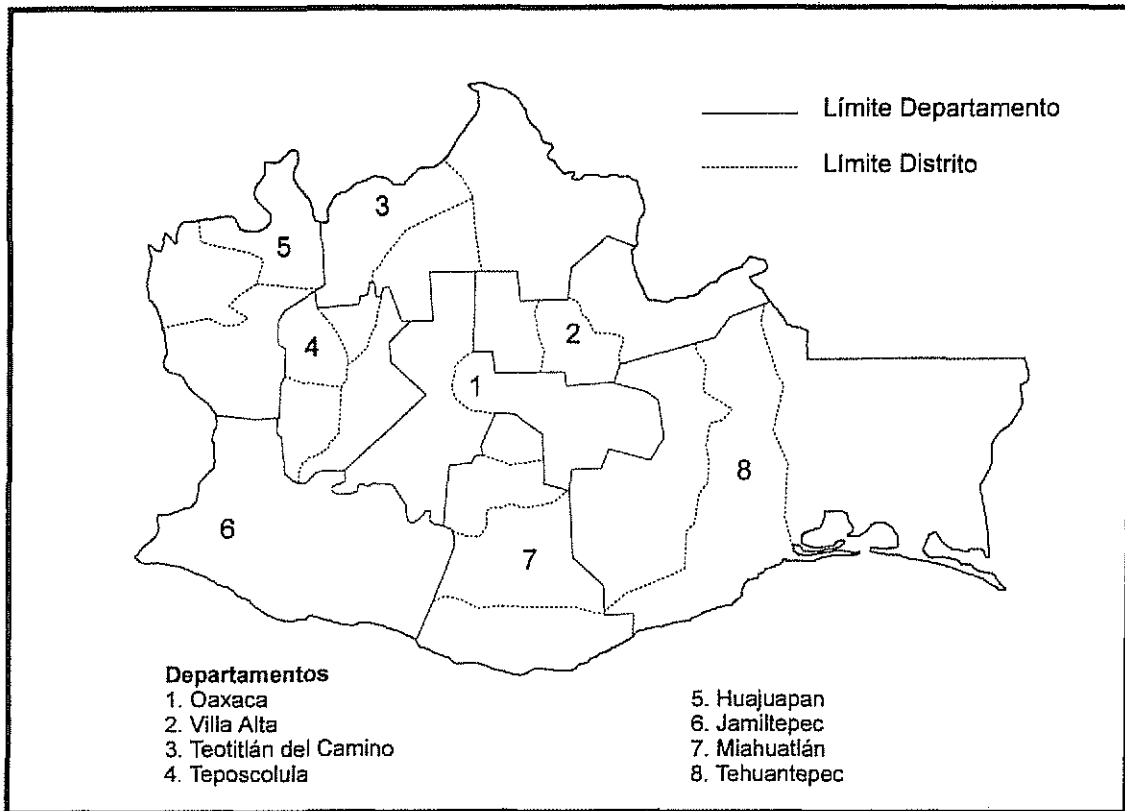 Límite Departamento
Límite Distrito
3
5
2
4
1
8
6
7
Departamentos
1. Oaxaca
2. Villa Alta
3. Teotitlán del Camino
4. Teposcolula
5. Huajuapan
6. Jamiltepec
7. Miahuatlán
8. Tehuantepec